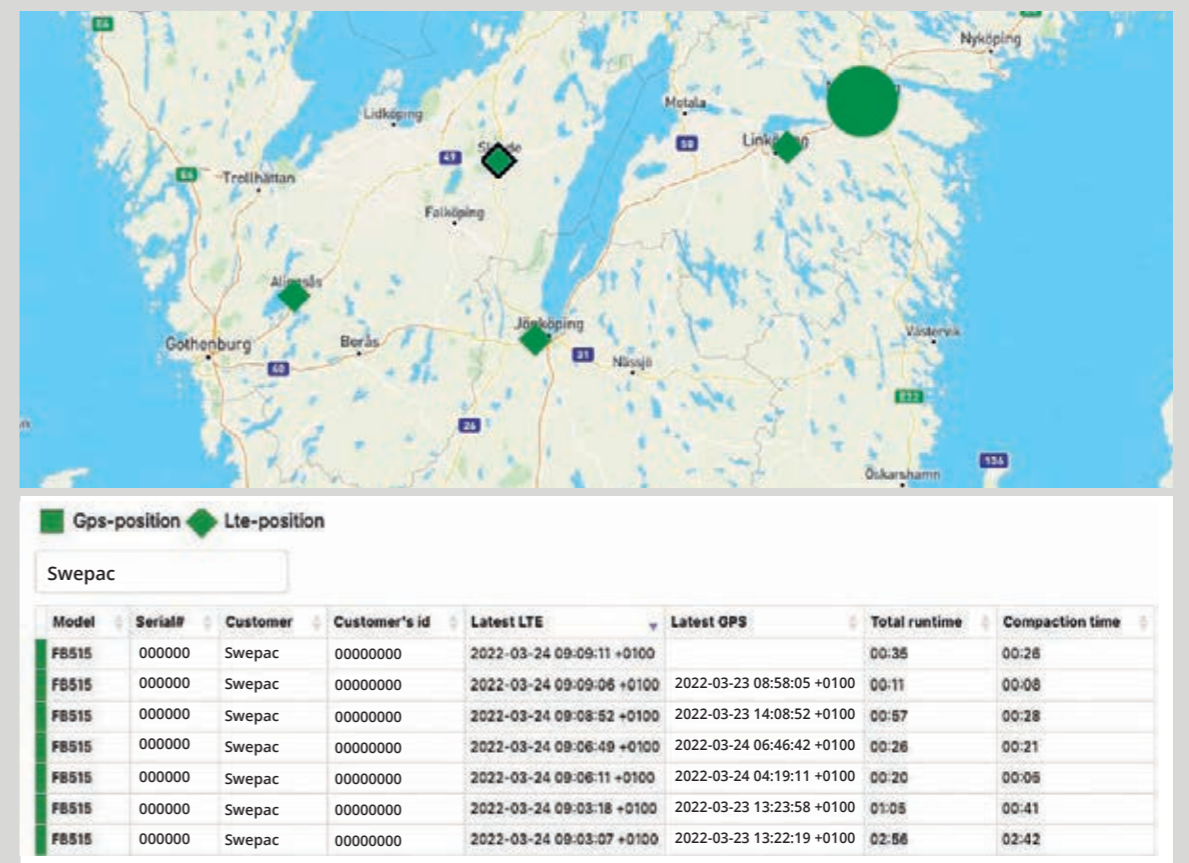 E6
Nyköping
Motala
Lidköping
50
Linköping
49
E6
Trollhättan
Falköping
Alingsås
Jönköping
Västervik
Gothenburg
Borås
31
Nässjö
40
E22
26
136
Oskarshamn
Gps-position Lte-position
Swepac
Model Serial# Customer Customer's id Latest LTE Latest GPS Total runtime Compaction time
FB515 000000 Swepac 00000000 2022-03-24 09:09:11 +0100 00:35 00:26
FB515 000000 Swepac 00000000 2022-03-24 09:09:06 +0100 2022-03-23 08:58:05 +0100 00:11 00:08
FB515 000000 Swepac 00000000 2022-03-24 09:08:52 +0100 2022-03-23 14:08:52 +0100 00:57 00:28
FB515 000000 Swepac 00000000 2022-03-24 09:06:49 +0100 2022-03-24 06:46:42 +0100 00:26 00:21
FB515 000000 Swepac 00000000 2022-03-24 09:06:11 +0100 2022-03-24 04:19:11 +0100 00:20 00:05
FB515 000000 Swepac 00000000 2022-03-24 09:03:18 +0100 2022-03-23 13:23:58 +0100 01:05 00:41
FB515 000000 Swepac 00000000 2022-03-24 09:03:07 +0100 2022-03-23 13:22:19 +0100 02:56 02:42